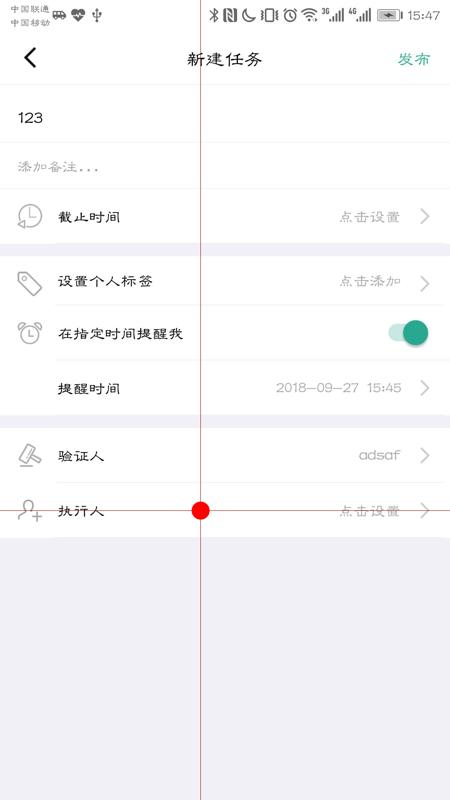 中国联通
中国移动
3G 4G 15:47
新建任务 发布
123
添加备注...
截止时间 点击设置
设置个人标签 点击添加
在指定时间提醒我
提醒时间 2018-09-27 15:45
验证人 adsaf
执行人 点击设置